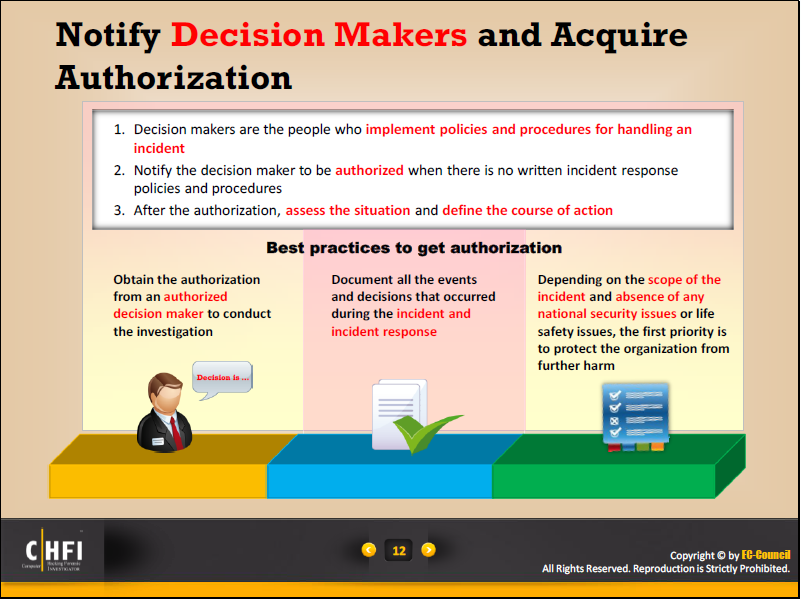 Notify Decision Makers and Acquire
Authorization
1. Decision makers are the people who implement policies and procedures for handling an
incident
2. Notify the decision maker to be authorized when there is no written incident response
policies and procedures
3. After the authorization, assess the situation and define the course of action
Best practices to get authorization
Obtain the authorization
from an authorized
decision maker to conduct
the investigation
Document all the events
and decisions that occurred
during the incident and
incident response
Depending on the scope of the
incident and absence of any
national security issues or life
safety issues, the first priority is
to protect the organization from
further harm
Decision is ...
CHFI
Computer Hacking Forensic
INVESTIGATOR
12
Copyright © by EC-Council
All Rights Reserved. Reproduction is Strictly Prohibited.